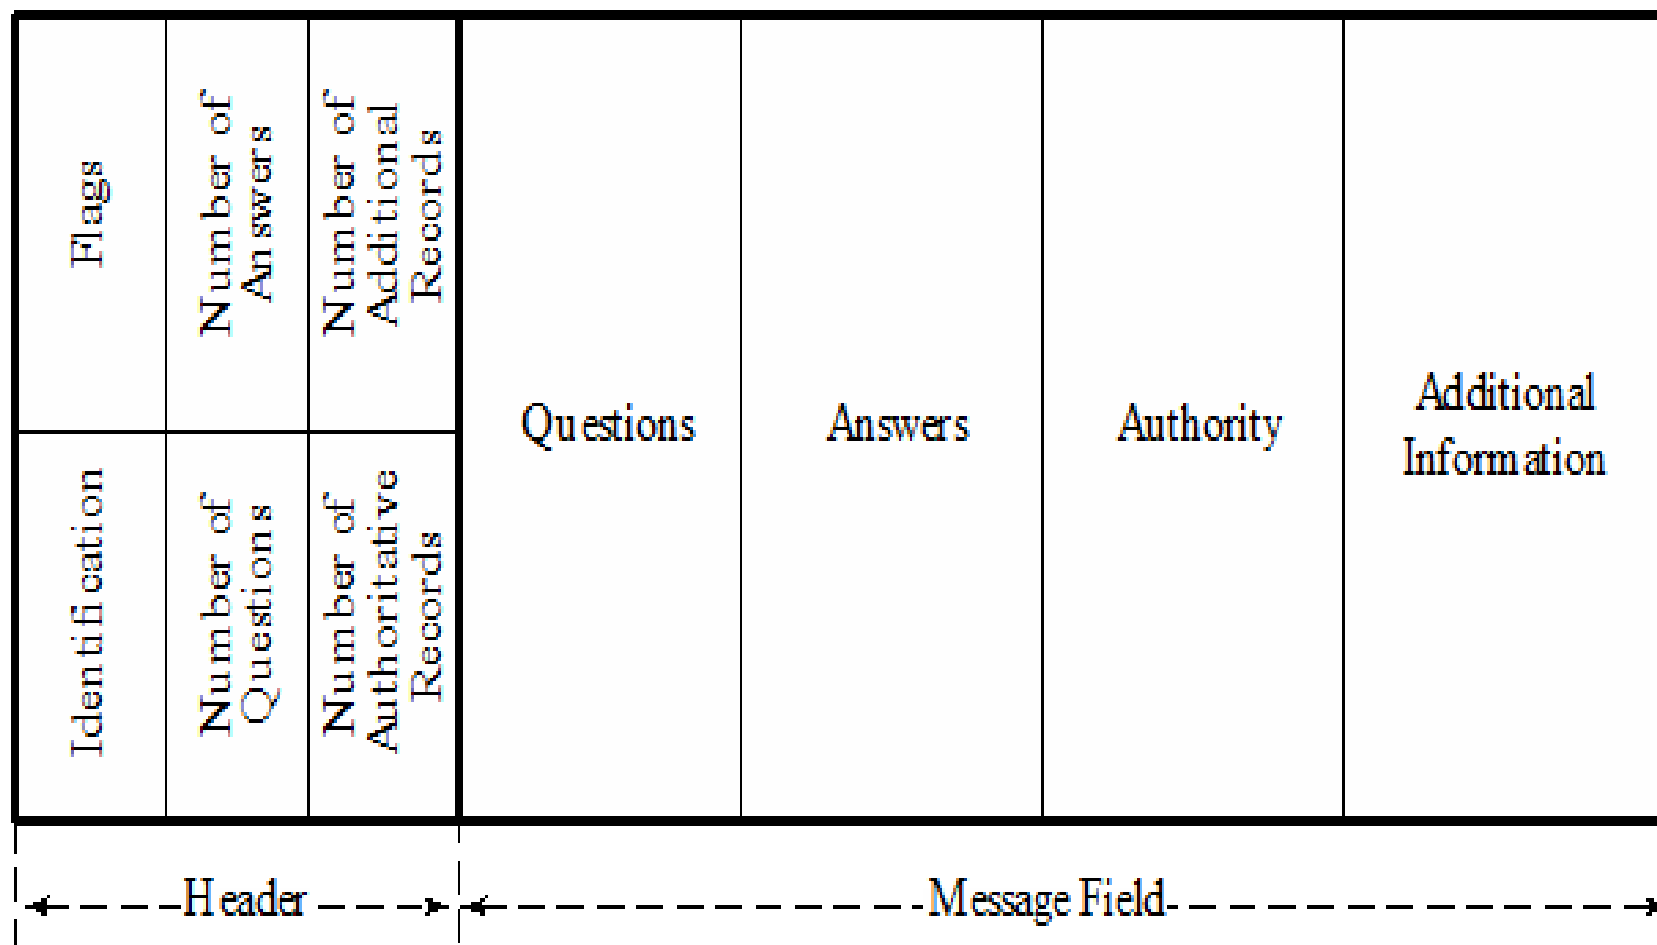 Flags
Number of
Answers
Number of
Additional
Records
Identification
Number of
Questions
Number of
Authoritative
Records
Questions
Answers
Authority
Additional
Information
Header
Message Field